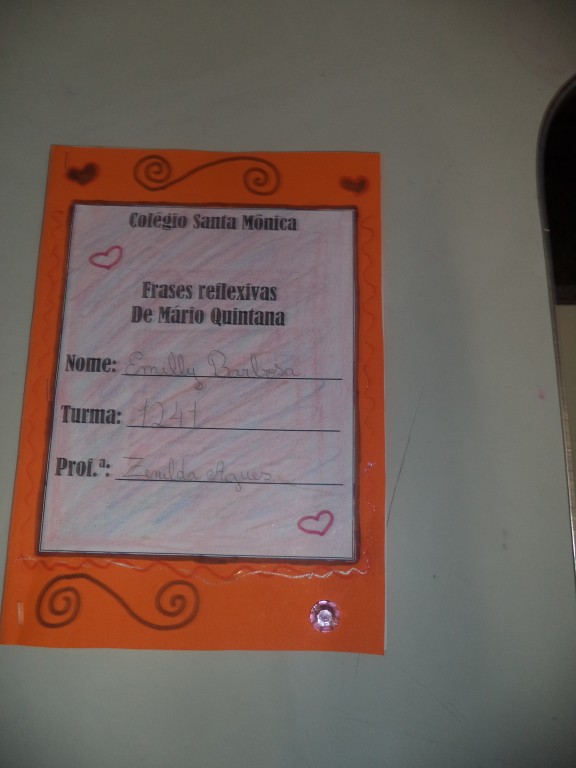 Colégio Santa Mônica
Frases reflexivas
De Mário Quintana
Nome: Emilly Barbosa
Turma: 1241
Prof.ª: Zenilda